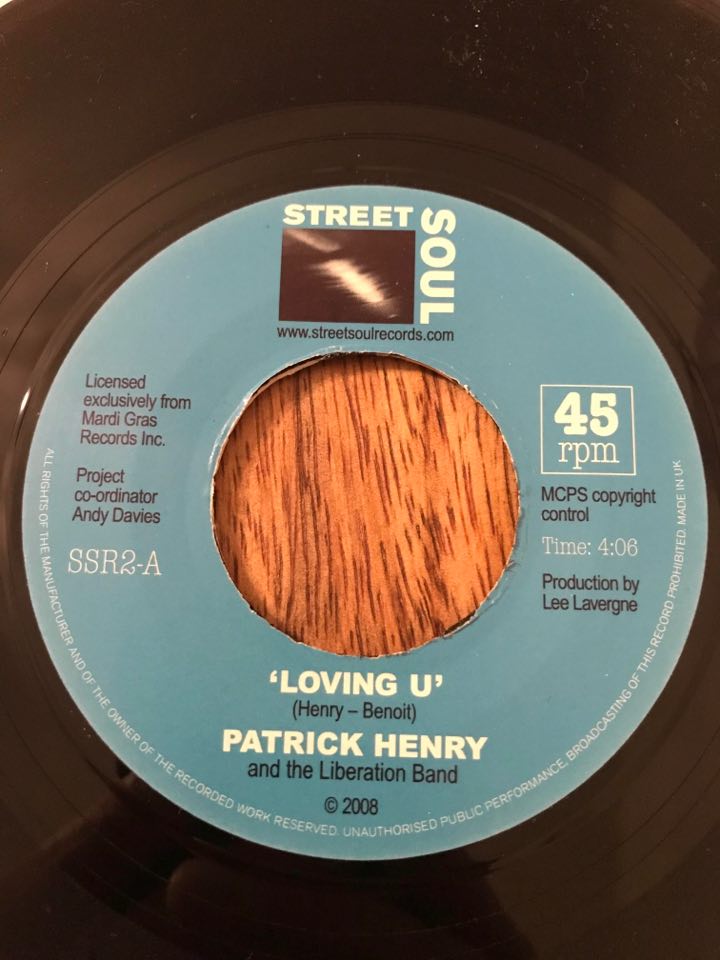 STREET
SOUL
www.streetsoulrecords.com
Licensed
exclusively from
Mardi Gras
Records Inc.
Project
co-ordinator
Andy Davies
SSR2-A
45
rpm
MCPS copyright
control
Time: 4:06
Production by
Lee Lavergne
‘LOVING U’
(Henry – Benoit)
PATRICK HENRY
and the Liberation Band
© 2008
ALL RIGHTS OF THE MANUFACTURER AND OF THE OWNER OF THE RECORDED WORK RESERVED. UNAUTHORISED PUBLIC PERFORMANCE, BROADCASTING OF THIS RECORD PROHIBITED. MADE IN UK